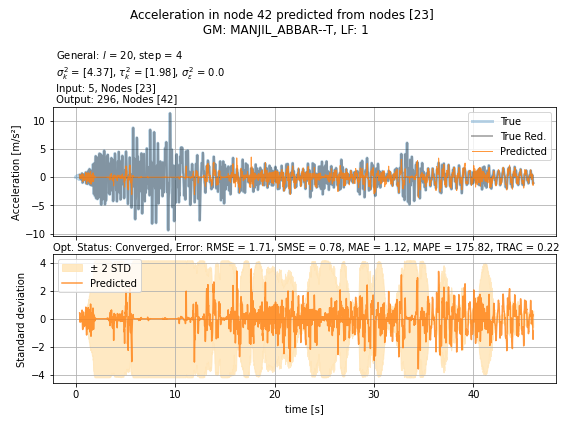 Acceleration in node 42 predicted from nodes [23]
GM: MANJIL_ABBAR--T, LF: 1
General: l = 20, step = 4
σ²ₖ = [4.37], τ²ₖ = [1.98], σ²ε = 0.0
Input: 5, Nodes [23]
Output: 296, Nodes [42]
Acceleration [m/s²]
10
5
0
−5
−10
True
True Red.
Predicted
Opt. Status: Converged, Error: RMSE = 1.71, SMSE = 0.78, MAE = 1.12, MAPE = 175.82, TRAC = 0.22
Standard deviation
4
2
0
−2
−4
± 2 STD
Predicted
0 10 20 30 40
time [s]